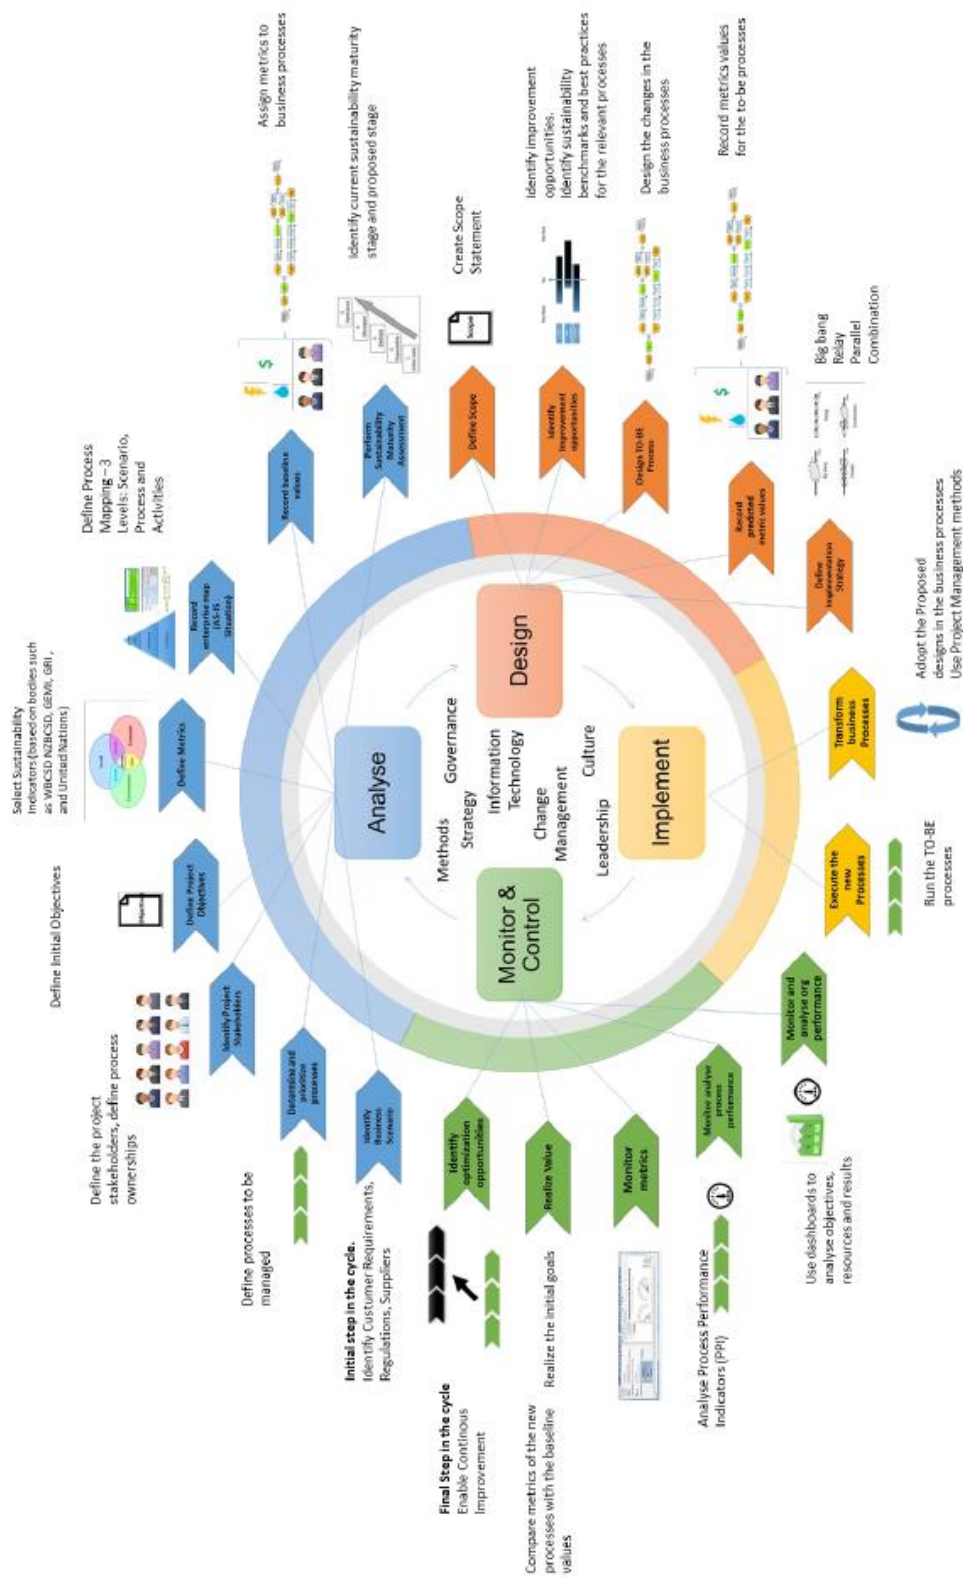 Initial step in the cycle.
Identify Custumer Requirements,
Regulations, Suppliers
Identify
Business
Scenario
Define processes to be
managed
Determine and
prioritize
processes
Define the project
stakeholders, define process
ownerships
Identify Project
Stakeholders
Define Initial Objectives
Define Project
Objectives
Select Sustainability
Indicators (based on bodies such
as WBCSD NZBCSD, GEMI, GRI ,
and United Nations)
Define Metrics
Define Process
Mapping – 3
Levels: Scenario,
Process and
Activities
Record
enterprise map
(AS-IS
Situation)
Assign metrics to
business processes
$
Record baseline
values
Identify current sustainability maturity
stage and proposed stage
Perform
Sustainability
Maturity
Assessment
Create Scope
Statement
Scope
Define Scope
Identify improvement
opportunities.
Identify sustainability
benchmarks and best practices
for the relevant processes
Identify
improvement
opportunities
Design the changes in the
business processes
Design TO-BE
Process
Record metrics values
for the to-be processes
$
Record
predicted
metric values
Big bang
Relay
Parallel
Combination
Define
Implementation
Strategy
Adopt the Proposed
designs in the business processes
Use Project Management methods
Transform
business
Processes
Execute the
new
Processes
Run the TO-BE
processes
Monitor and
analyse org
performance
Use dashboards to
analyse objectives,
resources and results
Monitor analyse
process
performance
Analyse Process Performance
Indicators (PPI)
Monitor
metrics
Realize Value
Realize the initial goals
Compare metrics of the new
processes with the baseline
values
Identify
optimization
opportunities
Final Step in the cycle
Enable Continous
Improvement
Analyse
Design
Implement
Monitor &
Control
Methods
Strategy
Governance
Information
Technology
Change
Management
Leadership
Culture